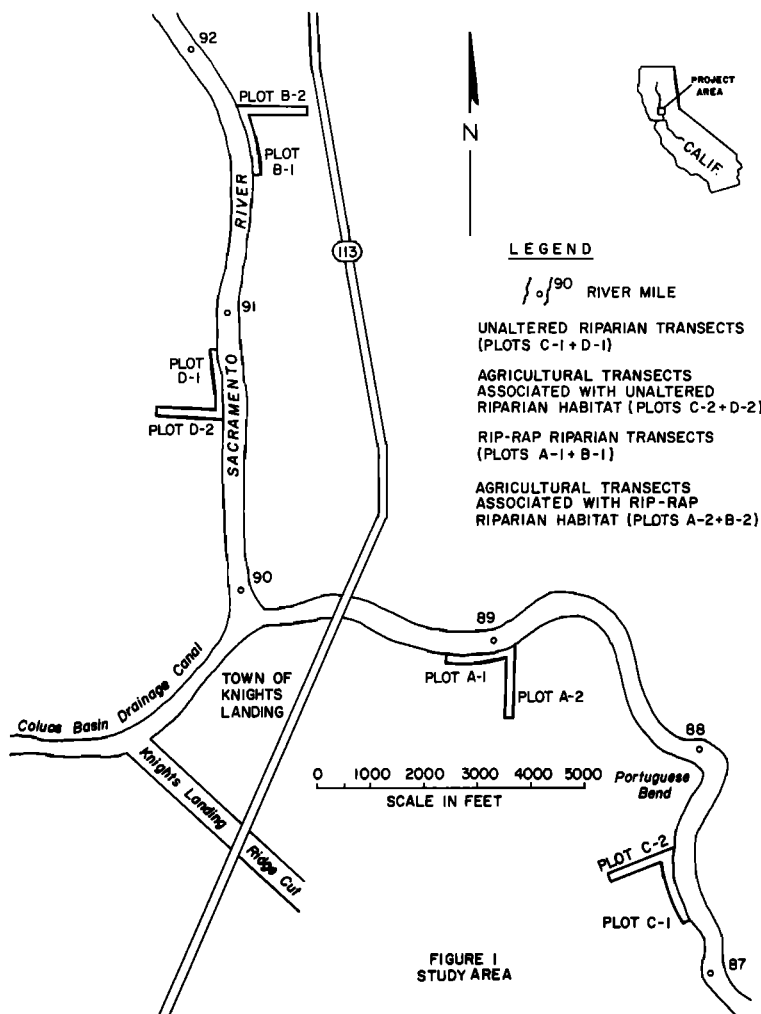 92
PLOT B-2
PLOT
B-1
RIVER
113
N
PROJECT
AREA
CALIF.
LEGEND
90 RIVER MILE
UNALTERED RIPARIAN TRANSECTS
(PLOTS C-1+D-1)
AGRICULTURAL TRANSECTS
ASSOCIATED WITH UNALTERED
RIPARIAN HABITAT (PLOTS C-2+D-2)
RIP-RAP RIPARIAN TRANSECTS
(PLOTS A-1+B-1)
AGRICULTURAL TRANSECTS
ASSOCIATED WITH RIP-RAP
RIPARIAN HABITAT (PLOTS A-2+B-2)
91
PLOT
D-1
PLOT D-2
SACRAMENTO
90
89
TOWN OF
KNIGHTS
LANDING
PLOT A-1
PLOT A-2
Coluos Basin Drainage Canal
Knights Landing Ridge Cut
0 1000 2000 3000 4000 5000
SCALE IN FEET
88
Portuguese
Bend
PLOT C-2
PLOT C-1
87
FIGURE 1
STUDY AREA